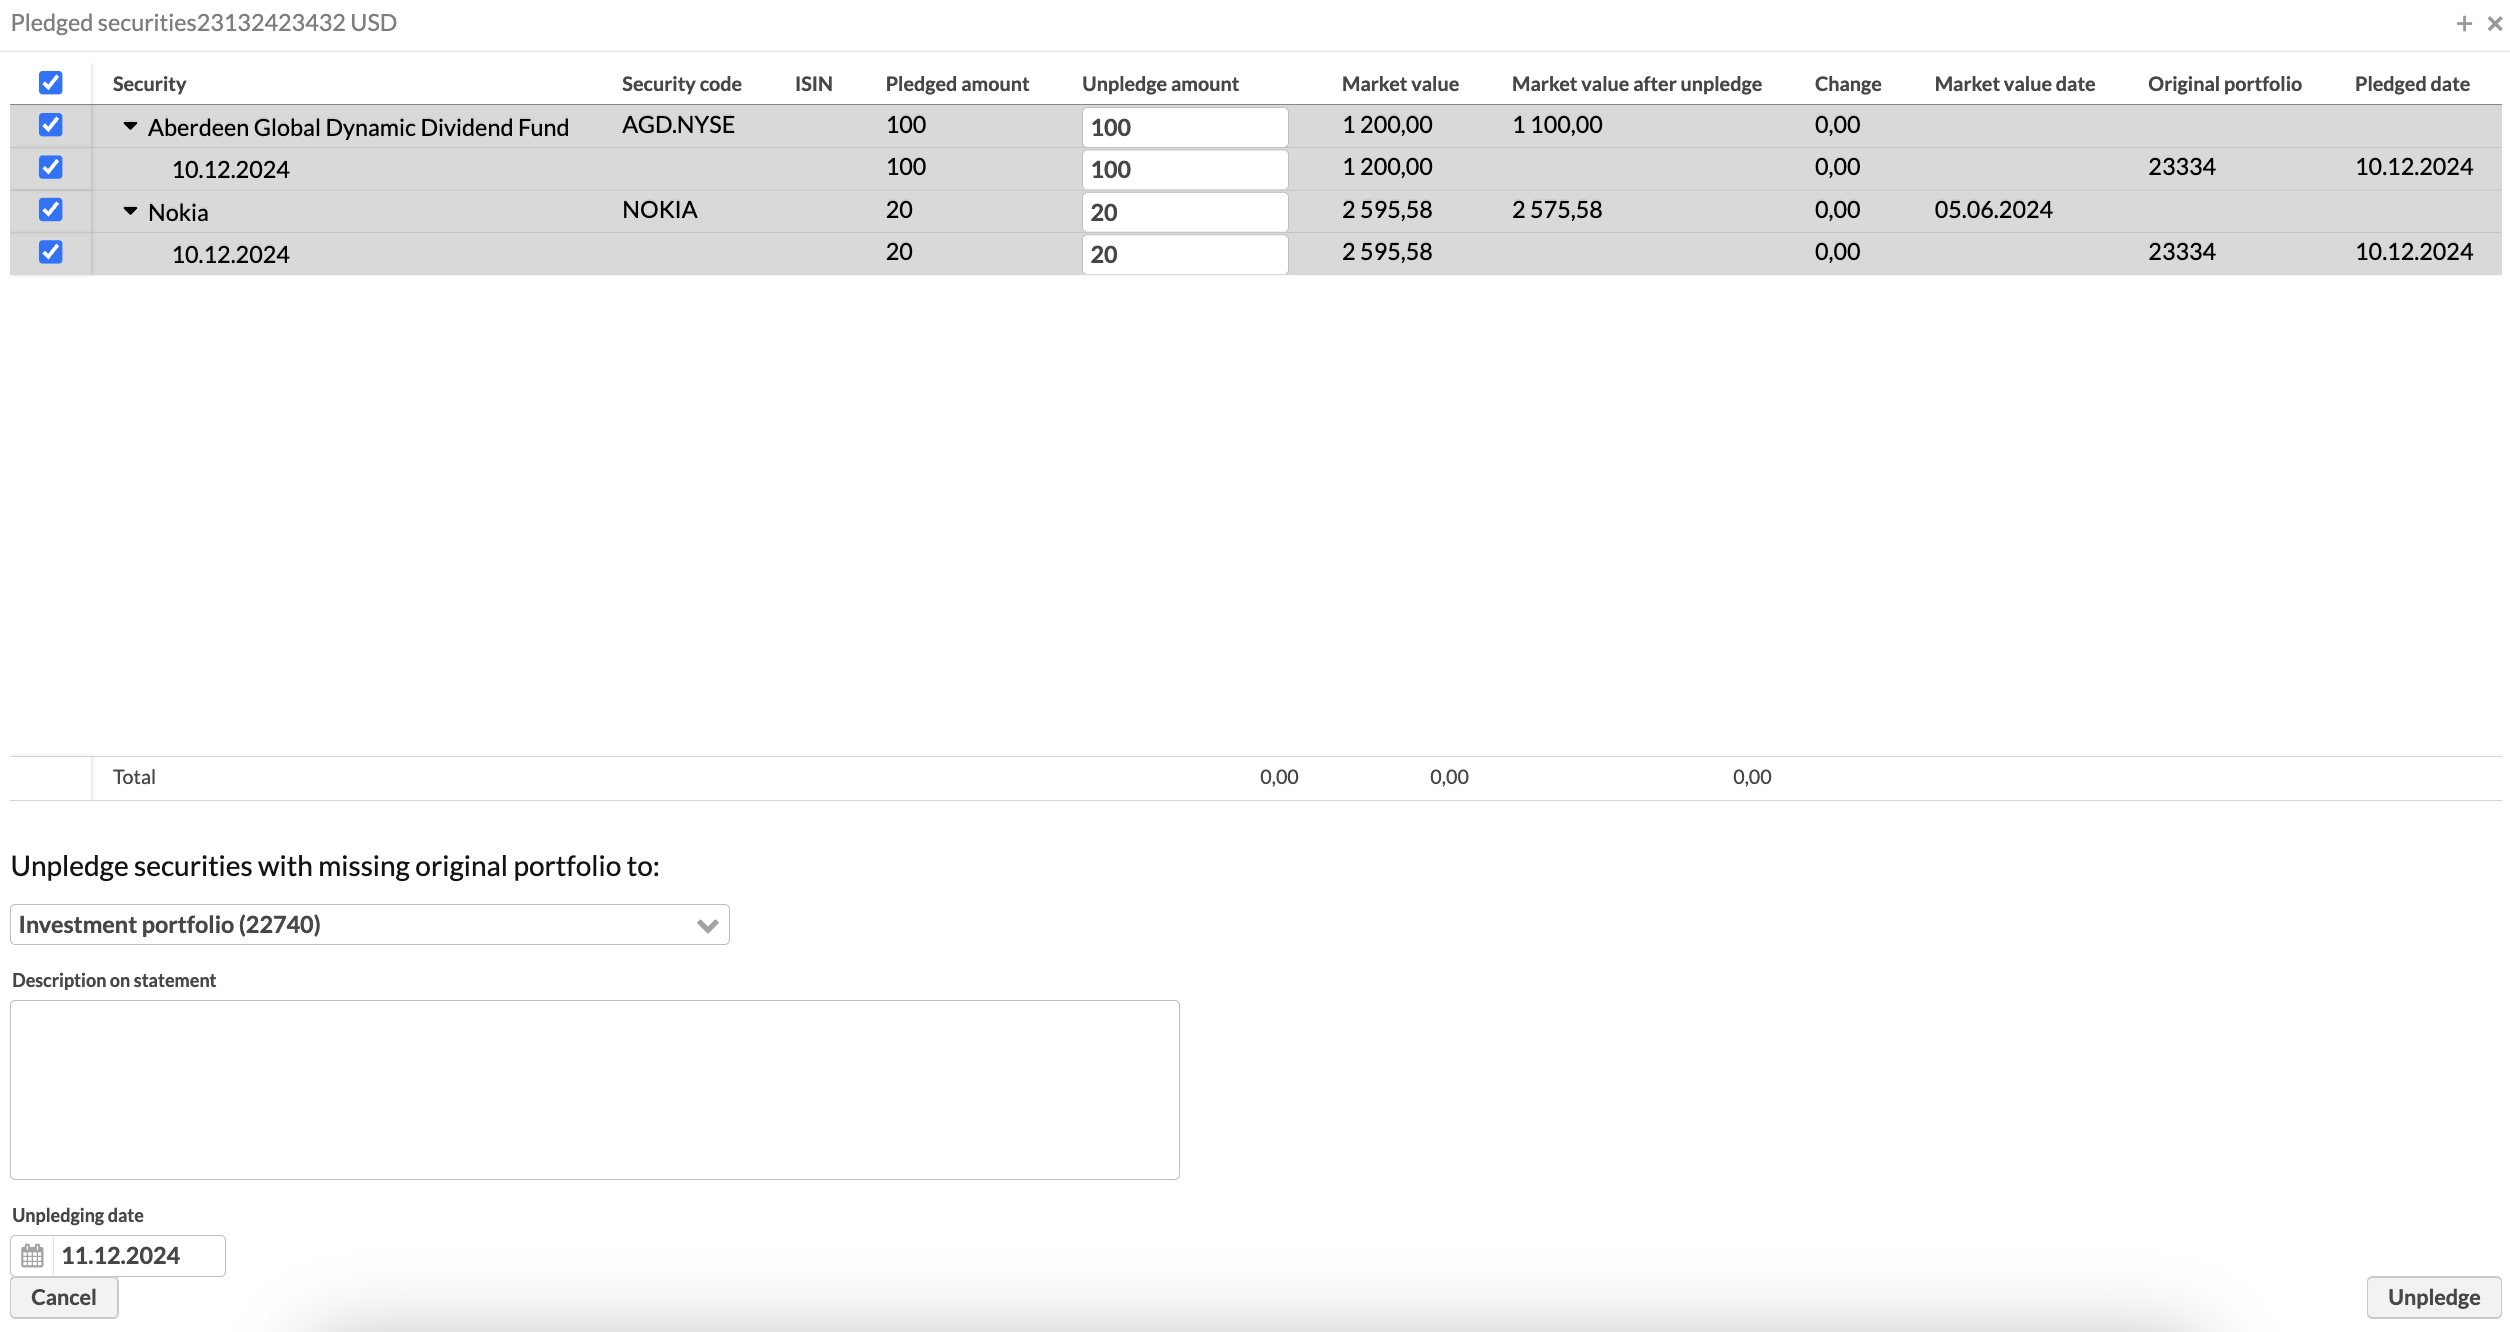 Pledged securities23132423432 USD
Security Security code ISIN Pledged amount Unpledge amount Market value Market value after unpledge Change Market value date Original portfolio Pledged date
Aberdeen Global Dynamic Dividend Fund AGD.NYSE 100 100 1 200,00 1 100,00 0,00
10.12.2024 100 100 1 200,00 0,00 23334 10.12.2024
Nokia NOKIA 20 20 2 595,58 2 575,58 0,00 05.06.2024
10.12.2024 20 20 2 595,58 0,00 23334 10.12.2024
Total 0,00 0,00 0,00
Unpledge securities with missing original portfolio to:
Investment portfolio (22740)
Description on statement
Unpledging date
11.12.2024
Cancel Unpledge